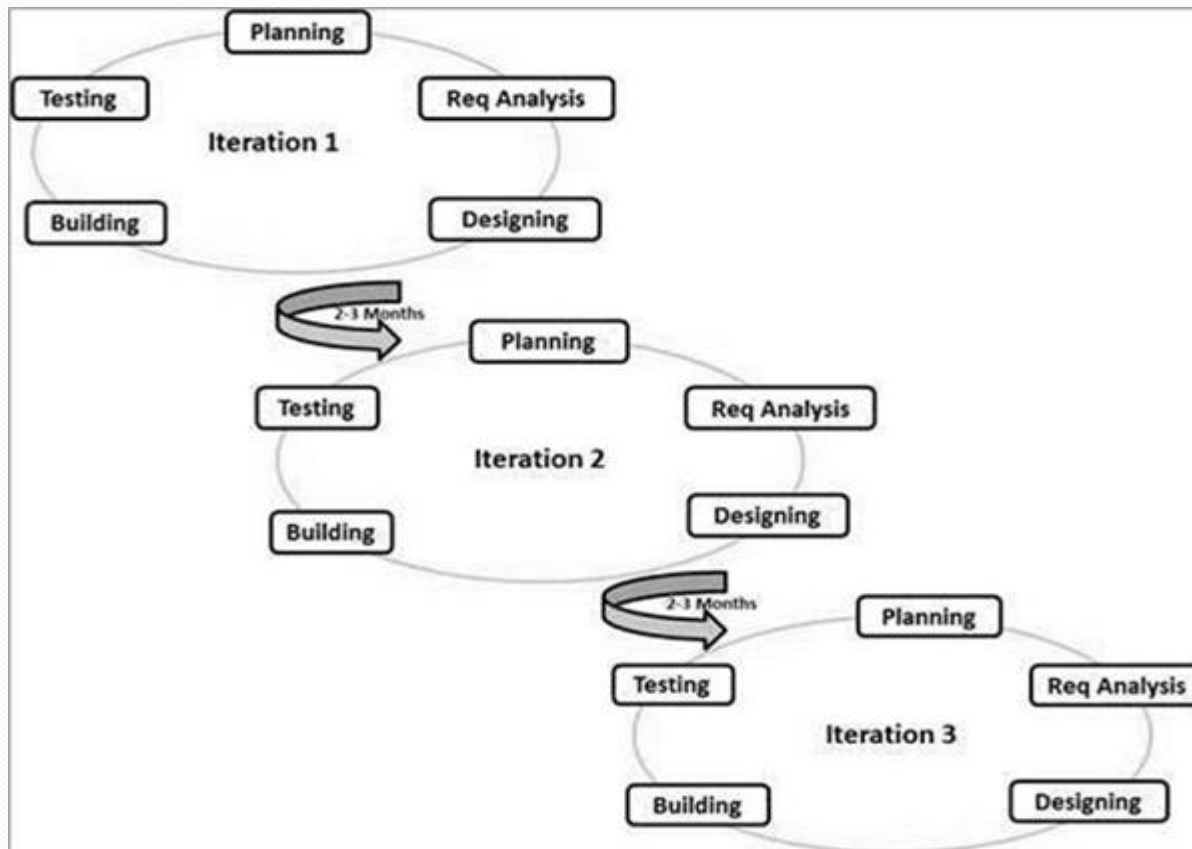 Planning
Testing
Req Analysis
Iteration 1
Building
Designing
2-3 Months
Planning
Testing
Req Analysis
Iteration 2
Building
Designing
2-3 Months
Planning
Testing
Req Analysis
Iteration 3
Building
Designing